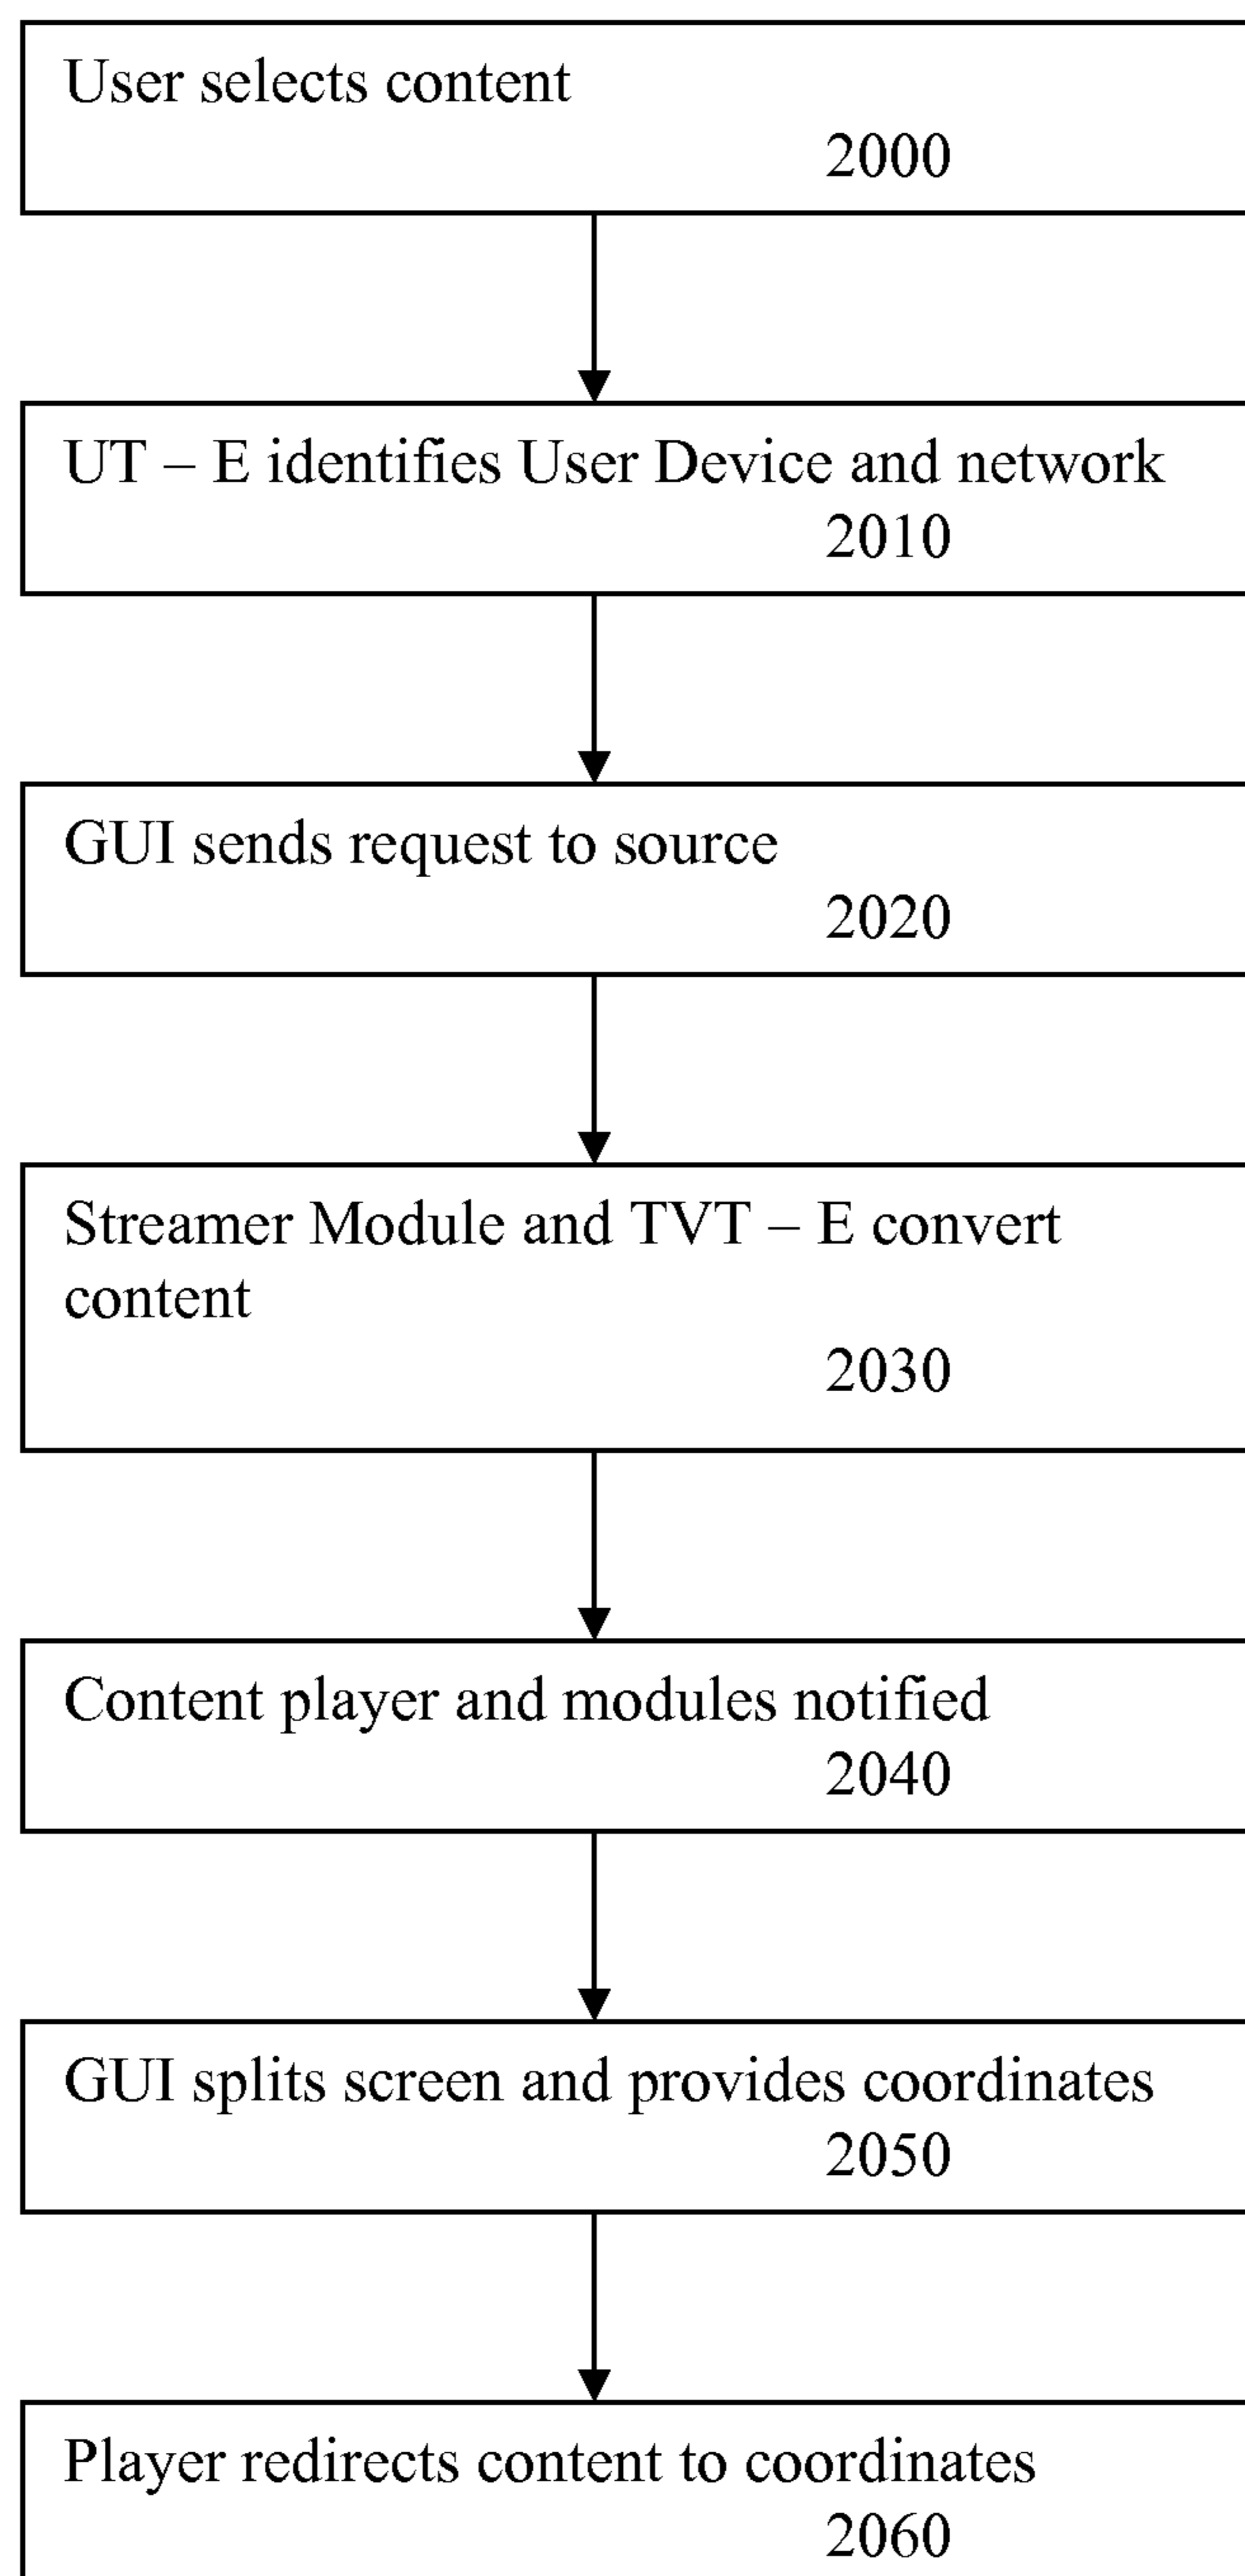 User selects content
2000
UT – E identifies User Device and network
2010
GUI sends request to source
2020
Streamer Module and TVT – E convert
content
2030
Content player and modules notified
2040
GUI splits screen and provides coordinates
2050
Player redirects content to coordinates
2060